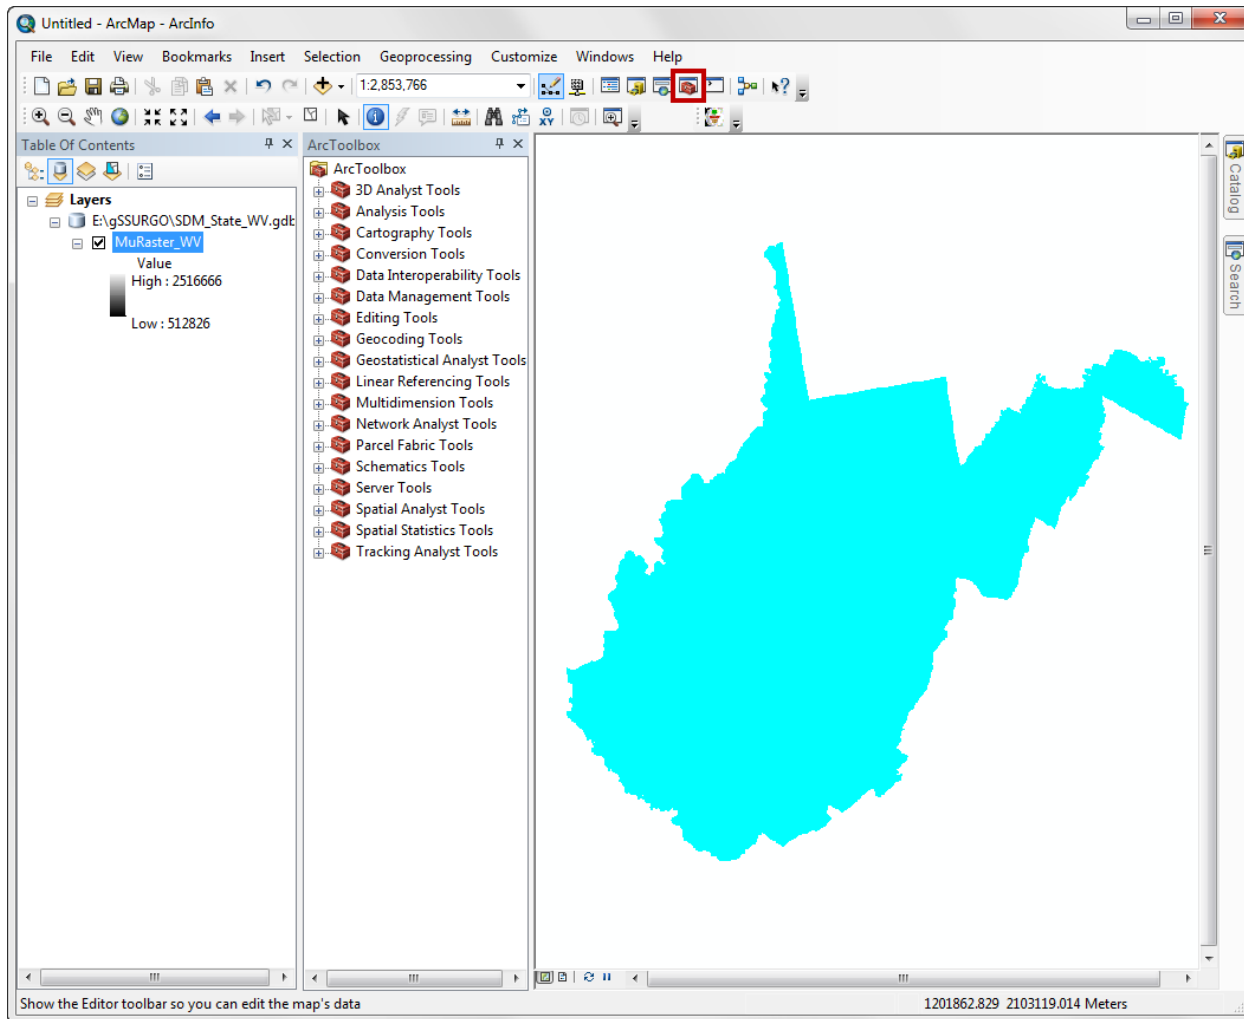 Untitled - ArcMap - ArcInfo
File Edit View Bookmarks Insert Selection Geoprocessing Customize Windows Help
1:2,853,766
XY
Table Of Contents
ArcToolbox
Layers
E:\gSSURGO\SDM_State_WV.gdb
MuRaster_WV
Value
High : 2516666
Low : 512826
ArcToolbox
3D Analyst Tools
Analysis Tools
Cartography Tools
Conversion Tools
Data Interoperability Tools
Data Management Tools
Editing Tools
Geocoding Tools
Geostatistical Analyst Tools
Linear Referencing Tools
Multidimension Tools
Network Analyst Tools
Parcel Fabric Tools
Schematics Tools
Server Tools
Spatial Analyst Tools
Spatial Statistics Tools
Tracking Analyst Tools
Catalog
Search
Show the Editor toolbar so you can edit the map's data
1201862.829 2103119.014 Meters